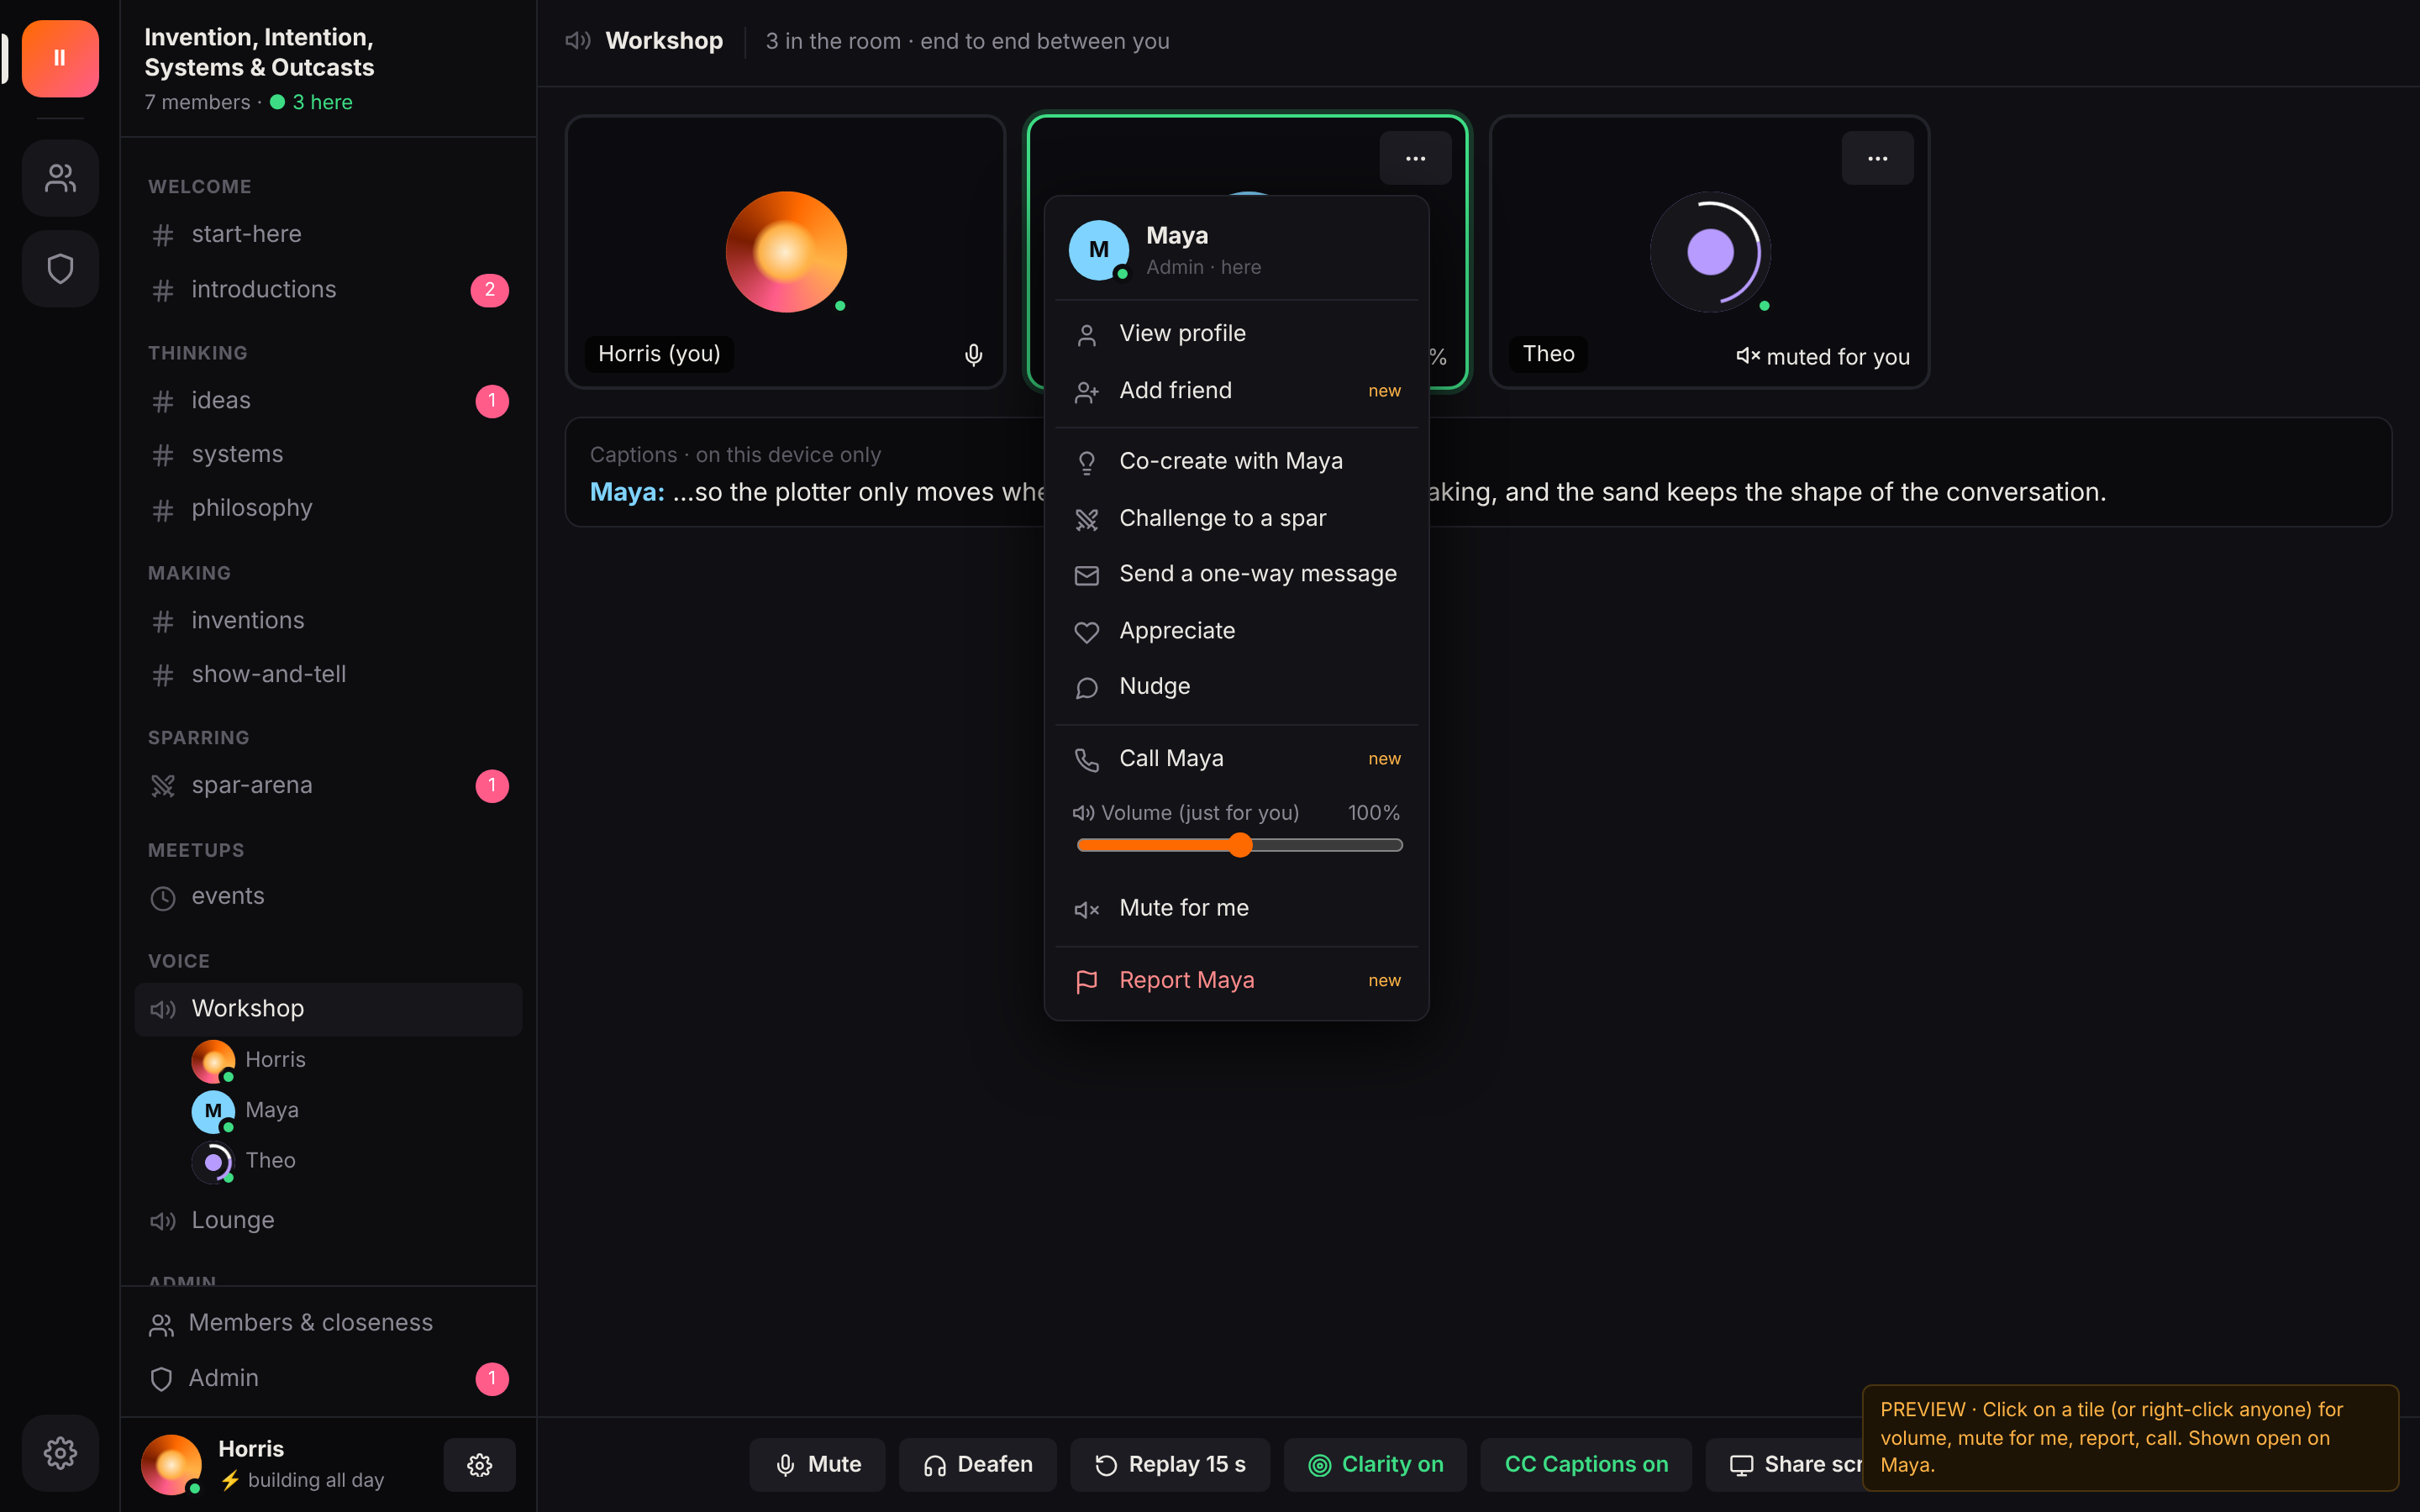 II
Invention, Intention,
Systems & Outcasts
7 members · 3 here
WELCOME
start-here
introductions 2
THINKING
ideas 1
systems
philosophy
MAKING
inventions
show-and-tell
SPARRING
spar-arena 1
MEETUPS
events
VOICE
Workshop
Horris
M Maya
Theo
Lounge
ADMIN
Members & closeness
Admin 1
Horris
⚡ building all day
Workshop 3 in the room · end to end between you
Horris (you)
%
Theo muted for you
Captions · on this device only
Maya: ...so the plotter only moves whe
aking, and the sand keeps the shape of the conversation.
M Maya
Admin · here
View profile
Add friend new
Co-create with Maya
Challenge to a spar
Send a one-way message
Appreciate
Nudge
Call Maya new
Volume (just for you) 100%
Mute for me
Report Maya new
Mute Deafen Replay 15 s Clarity on CC Captions on Share scr
PREVIEW · Click on a tile (or right-click anyone) for
volume, mute for me, report, call. Shown open on
Maya.